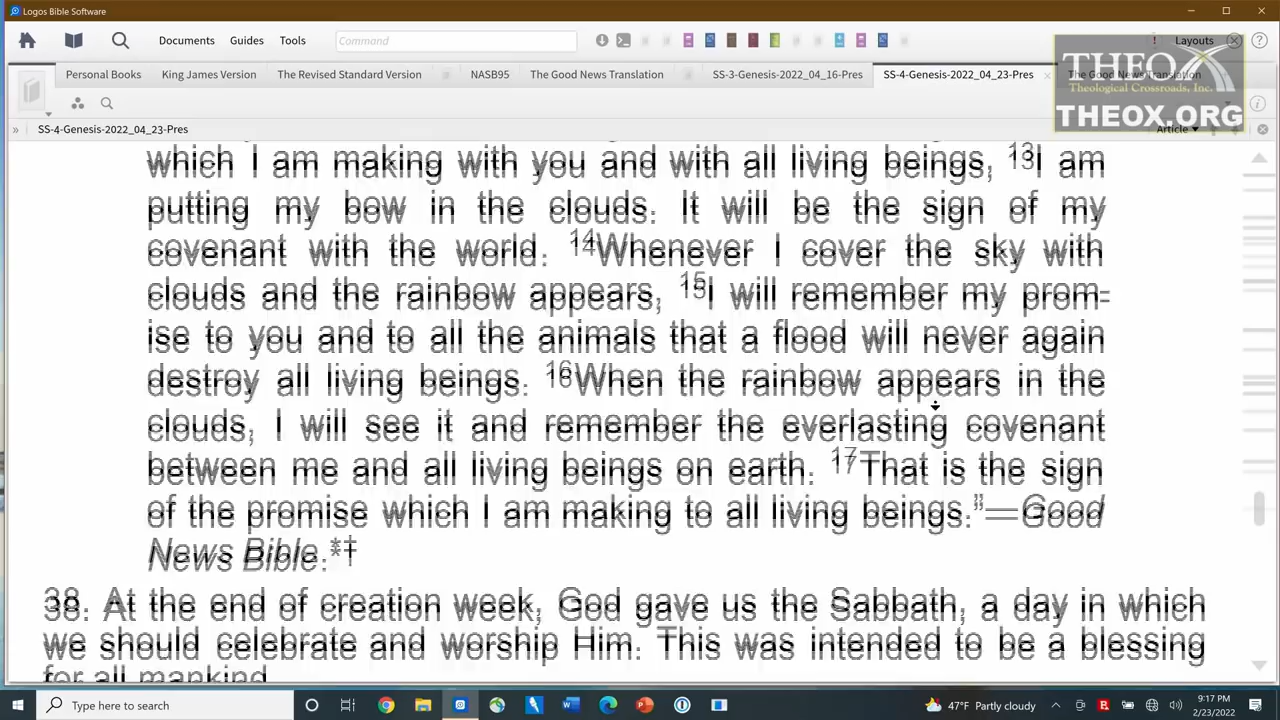 Logos Bible Software
Documents Guides Tools Command Layouts
Personal Books King James Version The Revised Standard Version NASB95 The Good News Translation SS-3-Genesis-2022_04_16-Pres SS-4-Genesis-2022_04_23-Pres The Good News Translation
THEOX
Theological Crossroads, Inc.
THEOX.ORG
SS-4-Genesis-2022_04_23-Pres Article
which I am making with you and with all living beings, 13I am
putting my bow in the clouds. It will be the sign of my
covenant with the world. 14Whenever I cover the sky with
clouds and the rainbow appears, 15I will remember my prom-
ise to you and to all the animals that a flood will never again
destroy all living beings. 16When the rainbow appears in the
clouds, I will see it and remember the everlasting covenant
between me and all living beings on earth. 17That is the sign
of the promise which I am making to all living beings.”—Good
News Bible.*†
38. At the end of creation week, God gave us the Sabbath, a day in which
we should celebrate and worship Him. This was intended to be a blessing
for all mankind
Type here to search 47°F Partly cloudy 9:17 PM
2/23/2022